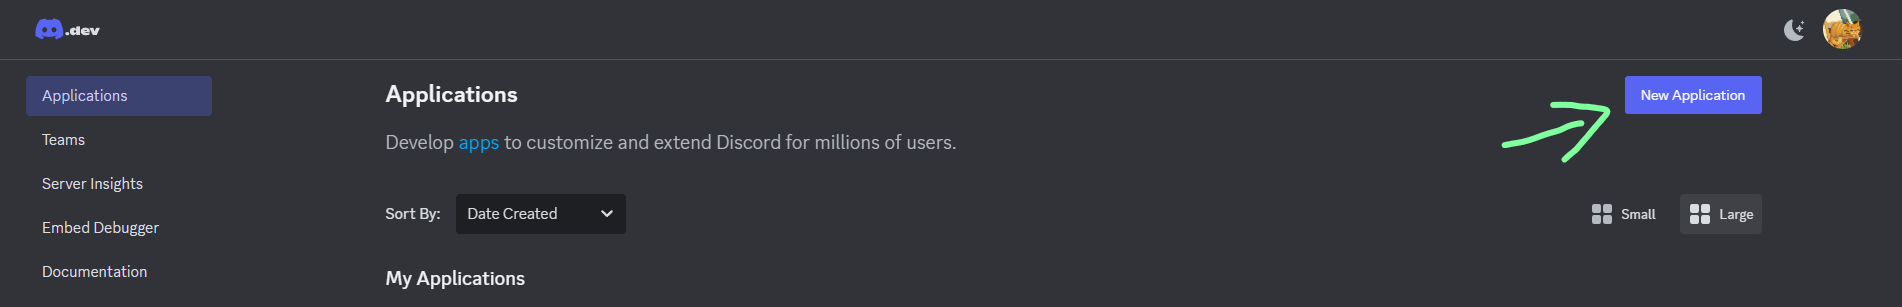 .dev
Applications
Teams
Server Insights
Embed Debugger
Documentation
Applications
New Application
Develop apps to customize and extend Discord for millions of users.
Sort By: Date Created
Small Large
My Applications